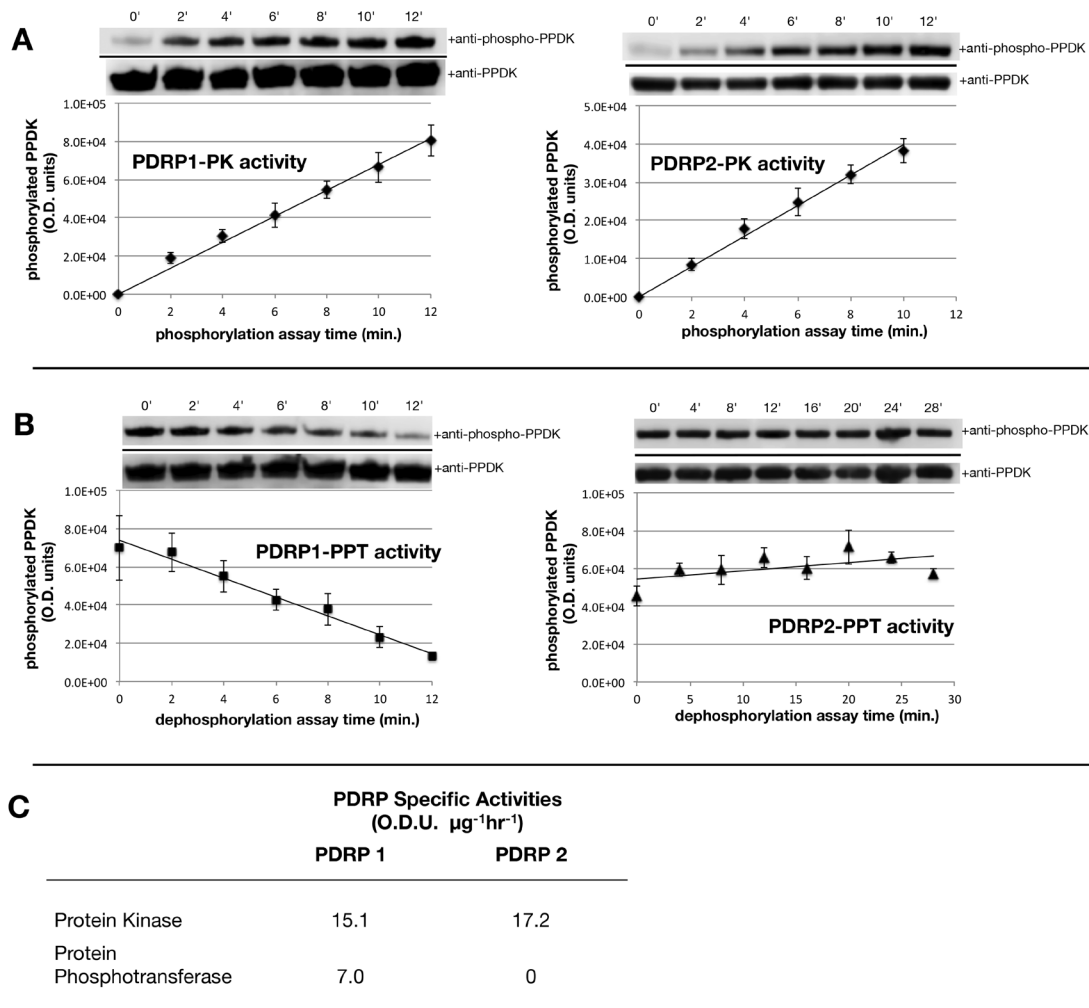 A
0' 2' 4' 6' 8' 10' 12'
+anti-phospho-PPDK
+anti-PPDK
phosphorylated PPDK
(O.D. units)
1.0E+05
8.0E+04
6.0E+04
4.0E+04
2.0E+04
0.0E+00
PDRP1-PK activity
0 2 4 6 8 10 12
phosphorylation assay time (min.)
0' 2' 4' 6' 8' 10' 12'
+anti-phospho-PPDK
+anti-PPDK
phosphorylated PPDK
(O.D. units)
5.0E+04
4.0E+04
3.0E+04
2.0E+04
1.0E+04
0.0E+00
PDRP2-PK activity
0 2 4 6 8 10 12
phosphorylation assay time (min.)
B
0' 2' 4' 6' 8' 10' 12'
+anti-phospho-PPDK
+anti-PPDK
phosphorylated PPDK
(O.D. units)
1.0E+05
8.0E+04
6.0E+04
4.0E+04
2.0E+04
0.0E+00
PDRP1-PPT activity
0 2 4 6 8 10 12
dephosphorylation assay time (min.)
0' 4' 8' 12' 16' 20' 24' 28'
+anti-phospho-PPDK
+anti-PPDK
phosphorylated PPDK
(O.D. units)
1.0E+05
8.0E+04
6.0E+04
4.0E+04
2.0E+04
0.0E+00
PDRP2-PPT activity
0 5 10 15 20 25 30
dephosphorylation assay time (min.)
C
PDRP Specific Activities
(O.D.U. μg⁻¹hr⁻¹)
PDRP 1 PDRP 2
Protein Kinase 15.1 17.2
Protein
Phosphotransferase 7.0 0